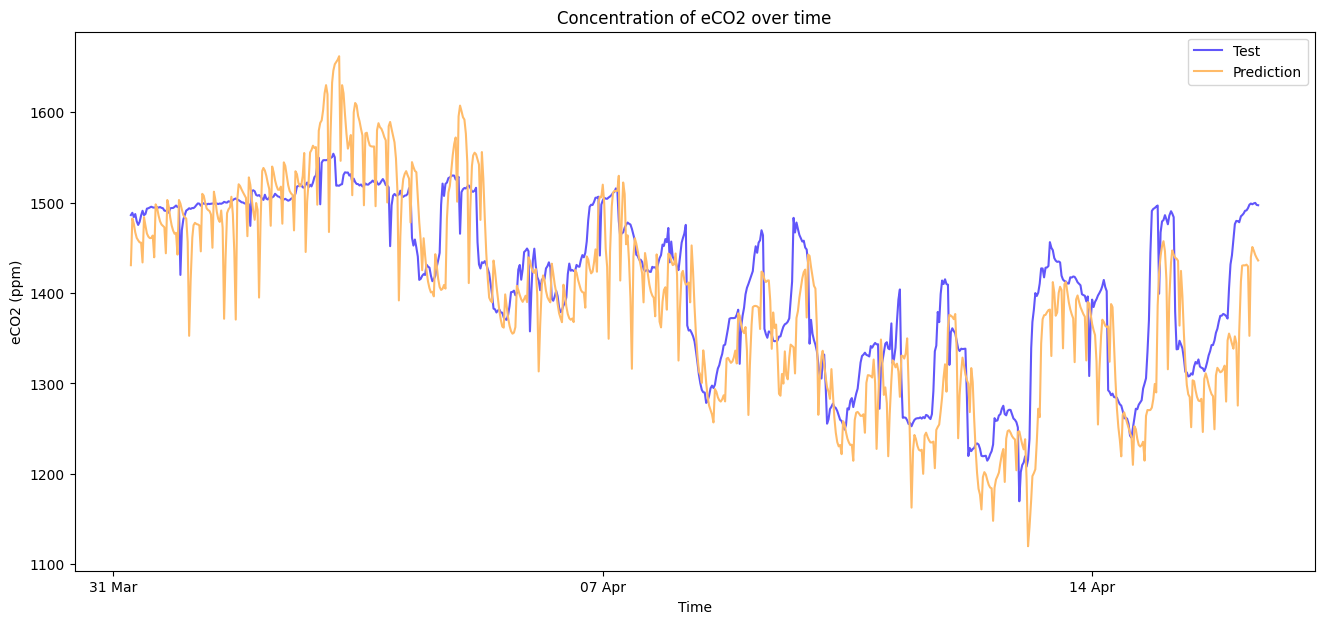 Concentration of eCO2 over time
Test
Prediction
eCO2 (ppm)
1600
1500
1400
1300
1200
1100
31 Mar
07 Apr
14 Apr
Time